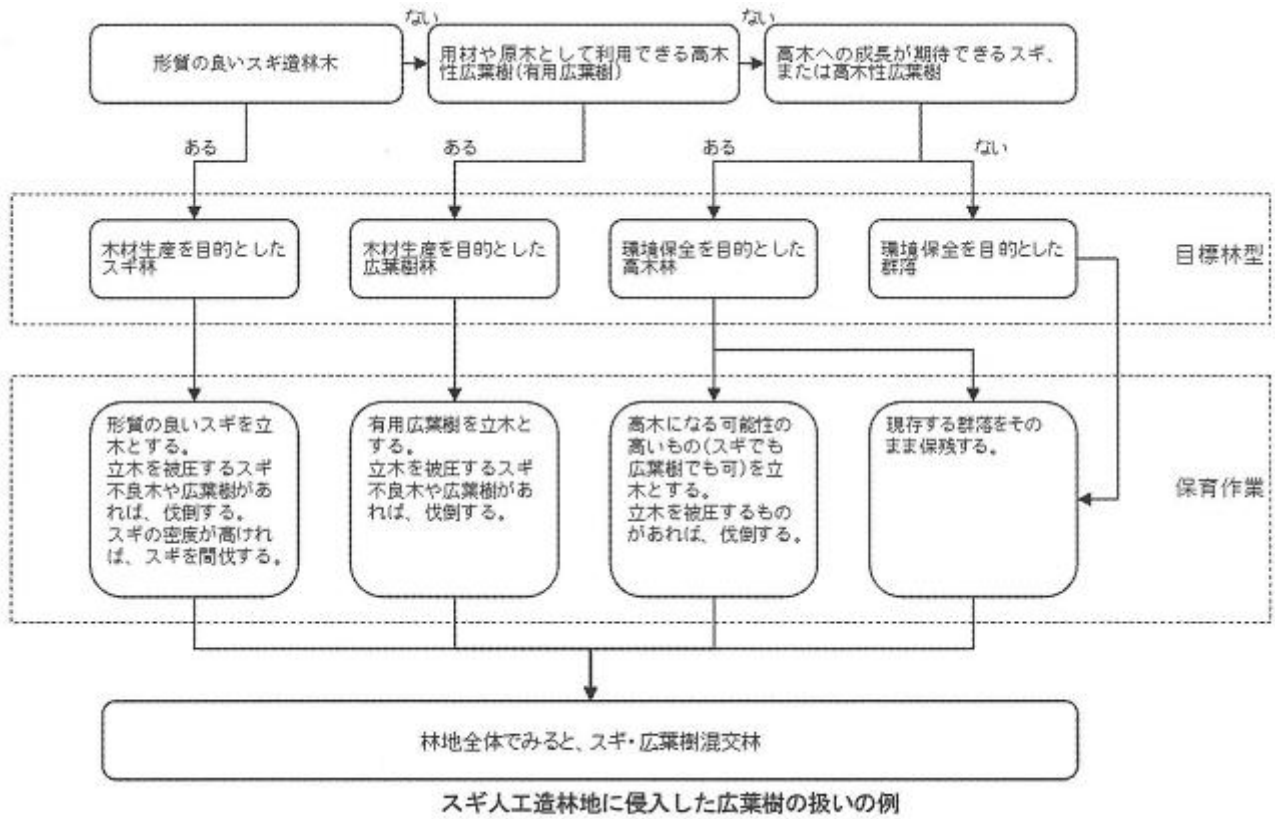 ない
ない
形質の良いスギ造林木
用材や原木として利用できる高木
性広葉樹(有用広葉樹)
高木への成長が期待できるスギ、
または高木性広葉樹
ある
ある
ある
ない
木材生産を目的とした
スギ林
木材生産を目的とした
広葉樹林
環境保全を目的とした
高木林
環境保全を目的とした
群落
目標林型
形質の良いスギを立
木とする。
立木を被圧するスギ
不良木や広葉樹があ
れば、伐倒する。
スギの密度が高けれ
ば、スギを間伐する。
有用広葉樹を立木と
する。
立木を被圧するスギ
不良木や広葉樹があ
れば、伐倒する。
高木になる可能性の
高いもの(スギでも
広葉樹でも可)を立
木とする。
立木を被圧するもの
があれば、伐倒する。
現存する群落をその
まま保残する。
保育作業
林地全体でみると、スギ・広葉樹混交林
スギ人工造林地に侵入した広葉樹の扱いの例